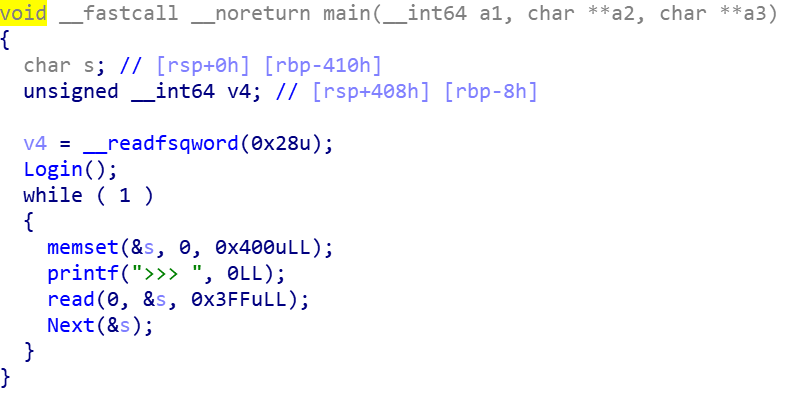 void __fastcall __noreturn main(__int64 a1, char **a2, char **a3)
{
  char s; // [rsp+0h] [rbp-410h]
  unsigned __int64 v4; // [rsp+408h] [rbp-8h]

  v4 = __readfsqword(0x28u);
  Login();
  while ( 1 )
  {
    memset(&s, 0, 0x400uLL);
    printf(">>> ", 0LL);
    read(0, &s, 0x3FFuLL);
    Next(&s);
  }
}